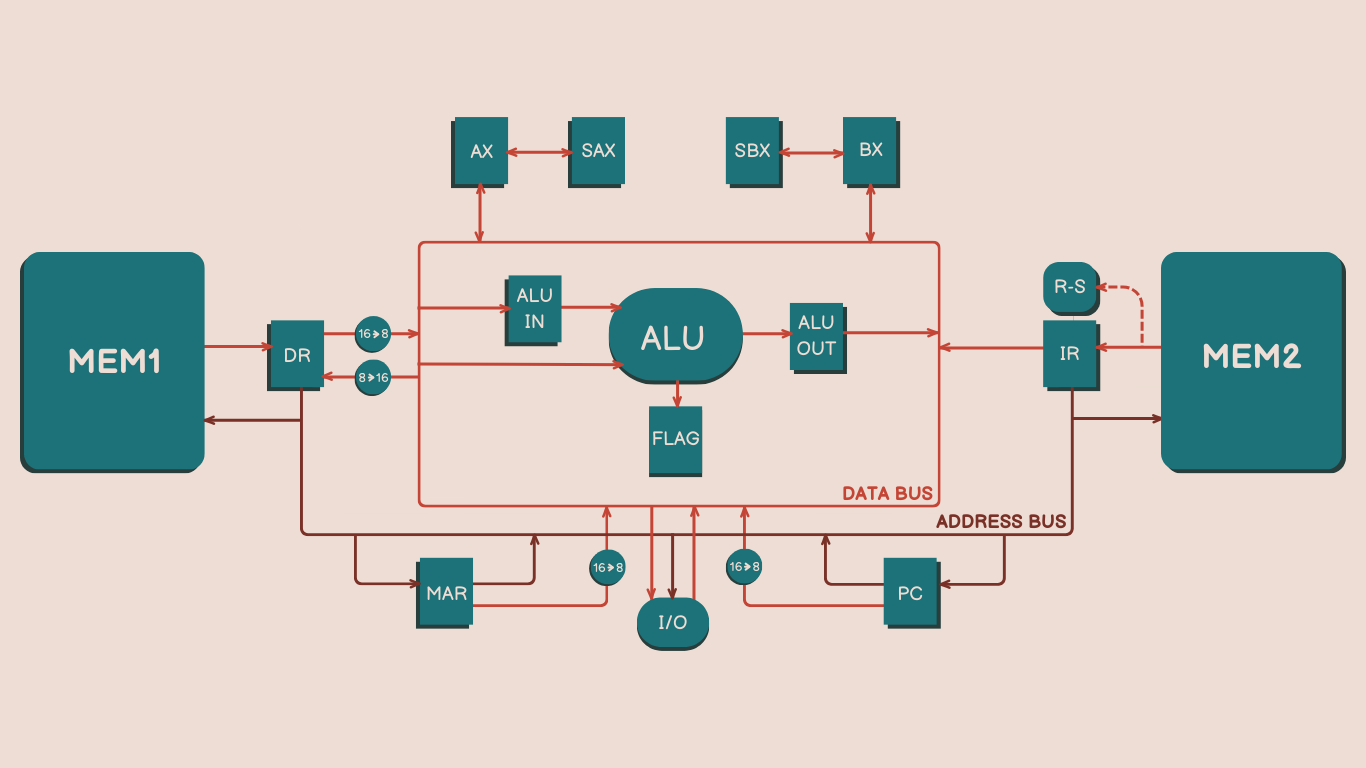 AX
SAX
SBX
BX
MEM1
DR
16→8
8→16
ALU
IN
ALU
ALU
OUT
FLAG
DATA BUS
R-S
IR
MEM2
ADDRESS BUS
MAR
16→8
I/O
16→8
PC